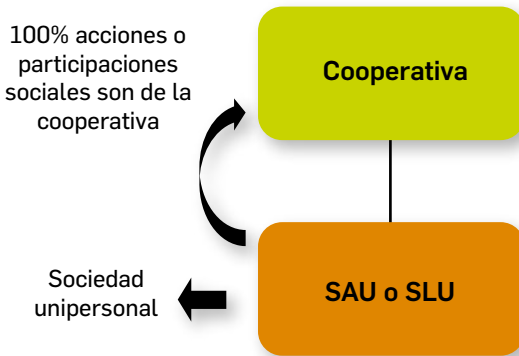 100% acciones o
participaciones
sociales son de la
cooperativa
Cooperativa
Sociedad
unipersonal
SAU o SLU